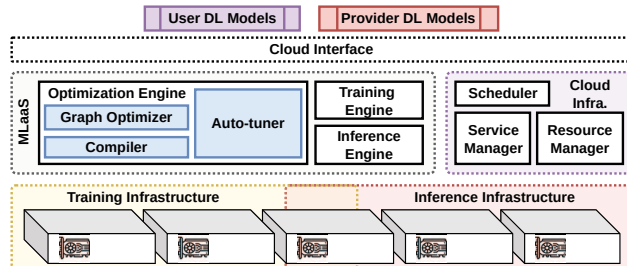 User DL Models
Provider DL Models
Cloud Interface
MLaaS
Optimization Engine
Graph Optimizer
Compiler
Auto-tuner
Training
Engine
Inference
Engine
Scheduler
Cloud
Infra.
Service
Manager
Resource
Manager
Training Infrastructure
Inference Infrastructure